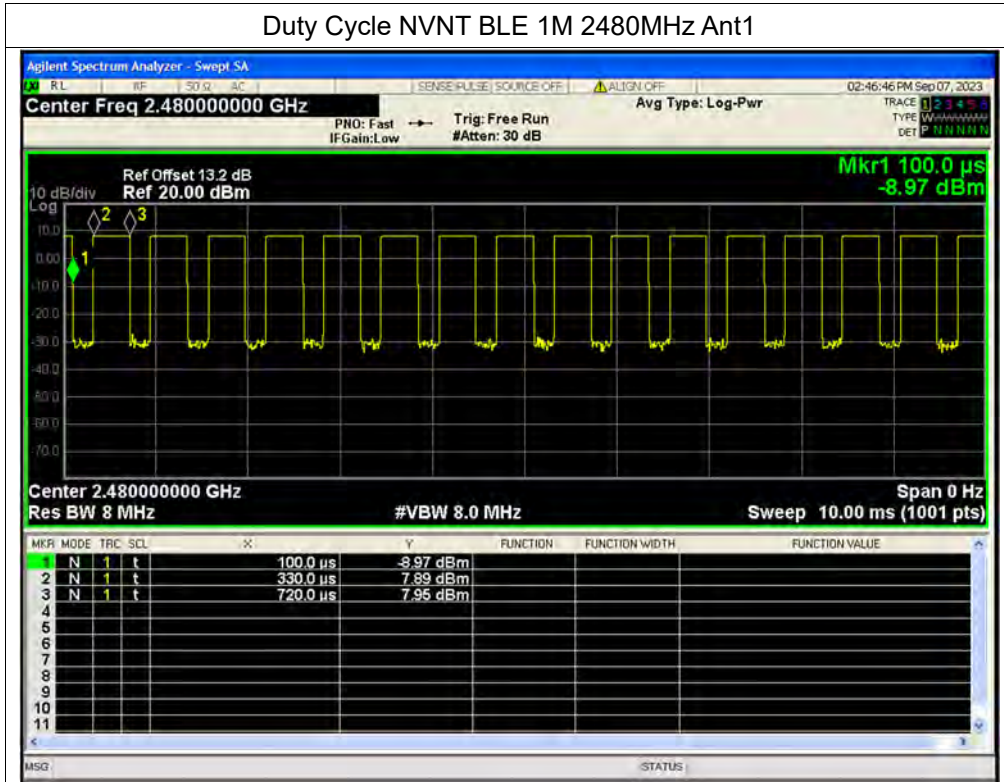 Duty Cycle NVNT BLE 1M 2480MHz Ant1
Agilent Spectrum Analyzer - Swept SA
LXI RL RF 50 Ω AC SENSE:PULSE SOURCE OFF ALIGN OFF 02:46:46 PM Sep 07, 2023
Center Freq 2.480000000 GHz
Avg Type: Log-Pwr
TRACE 1 2 3 4 5 6
PNO: Fast
Trig: Free Run
TYPE W
IFGain:Low
#Atten: 30 dB
DET P N N N N N
Mkr1 100.0 µs
-8.97 dBm
Ref Offset 13.2 dB
10 dB/div Ref 20.00 dBm
Log
2 3
10.0
0.00
1
-10.0
-20.0
-30.0
-40.0
-50.0
-60.0
-70.0
Center 2.480000000 GHz Span 0 Hz
Res BW 8 MHz #VBW 8.0 MHz Sweep 10.00 ms (1001 pts)
MKR MODE TRC SCL X Y FUNCTION FUNCTION WIDTH FUNCTION VALUE
1 N 1 t 100.0 µs -8.97 dBm
2 N 1 t 330.0 µs 7.89 dBm
3 N 1 t 720.0 µs 7.95 dBm
4
5
6
7
8
9
10
11
MSG STATUS